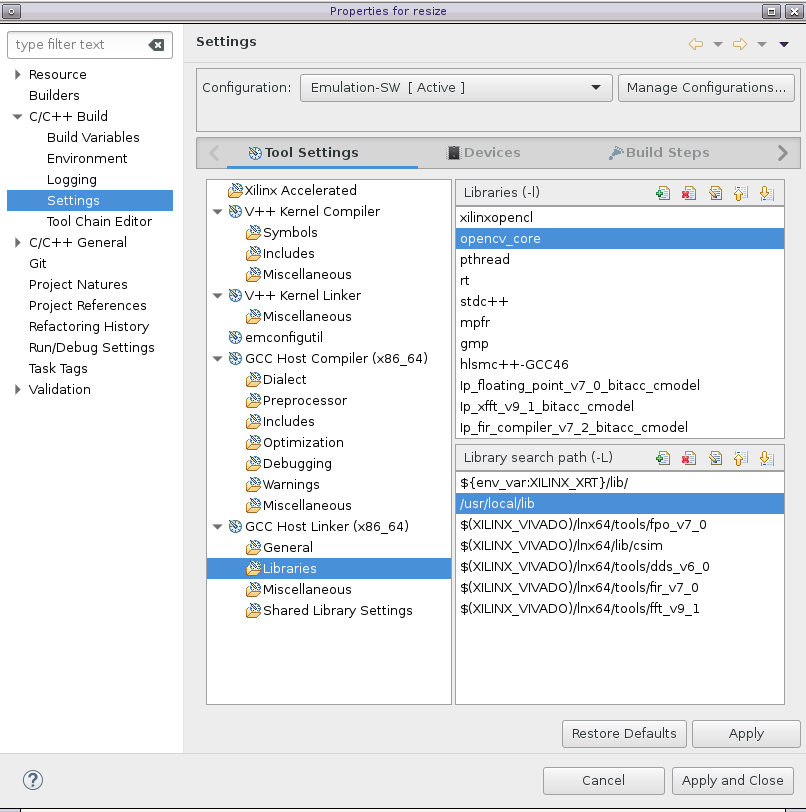 Properties for resize
type filter text
Resource
Builders
C/C++ Build
Build Variables
Environment
Logging
Settings
Tool Chain Editor
C/C++ General
Git
Project Natures
Project References
Refactoring History
Run/Debug Settings
Task Tags
Validation
Settings
Configuration:
Emulation-SW [ Active ]
Manage Configurations...
Tool Settings
Devices
Build Steps
Xilinx Accelerated
V++ Kernel Compiler
Symbols
Includes
Miscellaneous
V++ Kernel Linker
Miscellaneous
emconfigutil
GCC Host Compiler (x86_64)
Dialect
Preprocessor
Includes
Optimization
Debugging
Warnings
Miscellaneous
GCC Host Linker (x86_64)
General
Libraries
Miscellaneous
Shared Library Settings
Libraries (-l)
xilinxopencl
opencv_core
pthread
rt
stdc++
mpfr
gmp
hlsmc++-GCC46
Ip_floating_point_v7_0_bitacc_cmodel
Ip_xfft_v9_1_bitacc_cmodel
Ip_fir_compiler_v7_2_bitacc_cmodel
Library search path (-L)
${env_var:XILINX_XRT}/lib/
/usr/local/lib
$(XILINX_VIVADO)/lnx64/tools/fpo_v7_0
$(XILINX_VIVADO)/lnx64/lib/csim
$(XILINX_VIVADO)/lnx64/tools/dds_v6_0
$(XILINX_VIVADO)/lnx64/tools/fir_v7_0
$(XILINX_VIVADO)/lnx64/tools/fft_v9_1
Restore Defaults
Apply
?
Cancel
Apply and Close